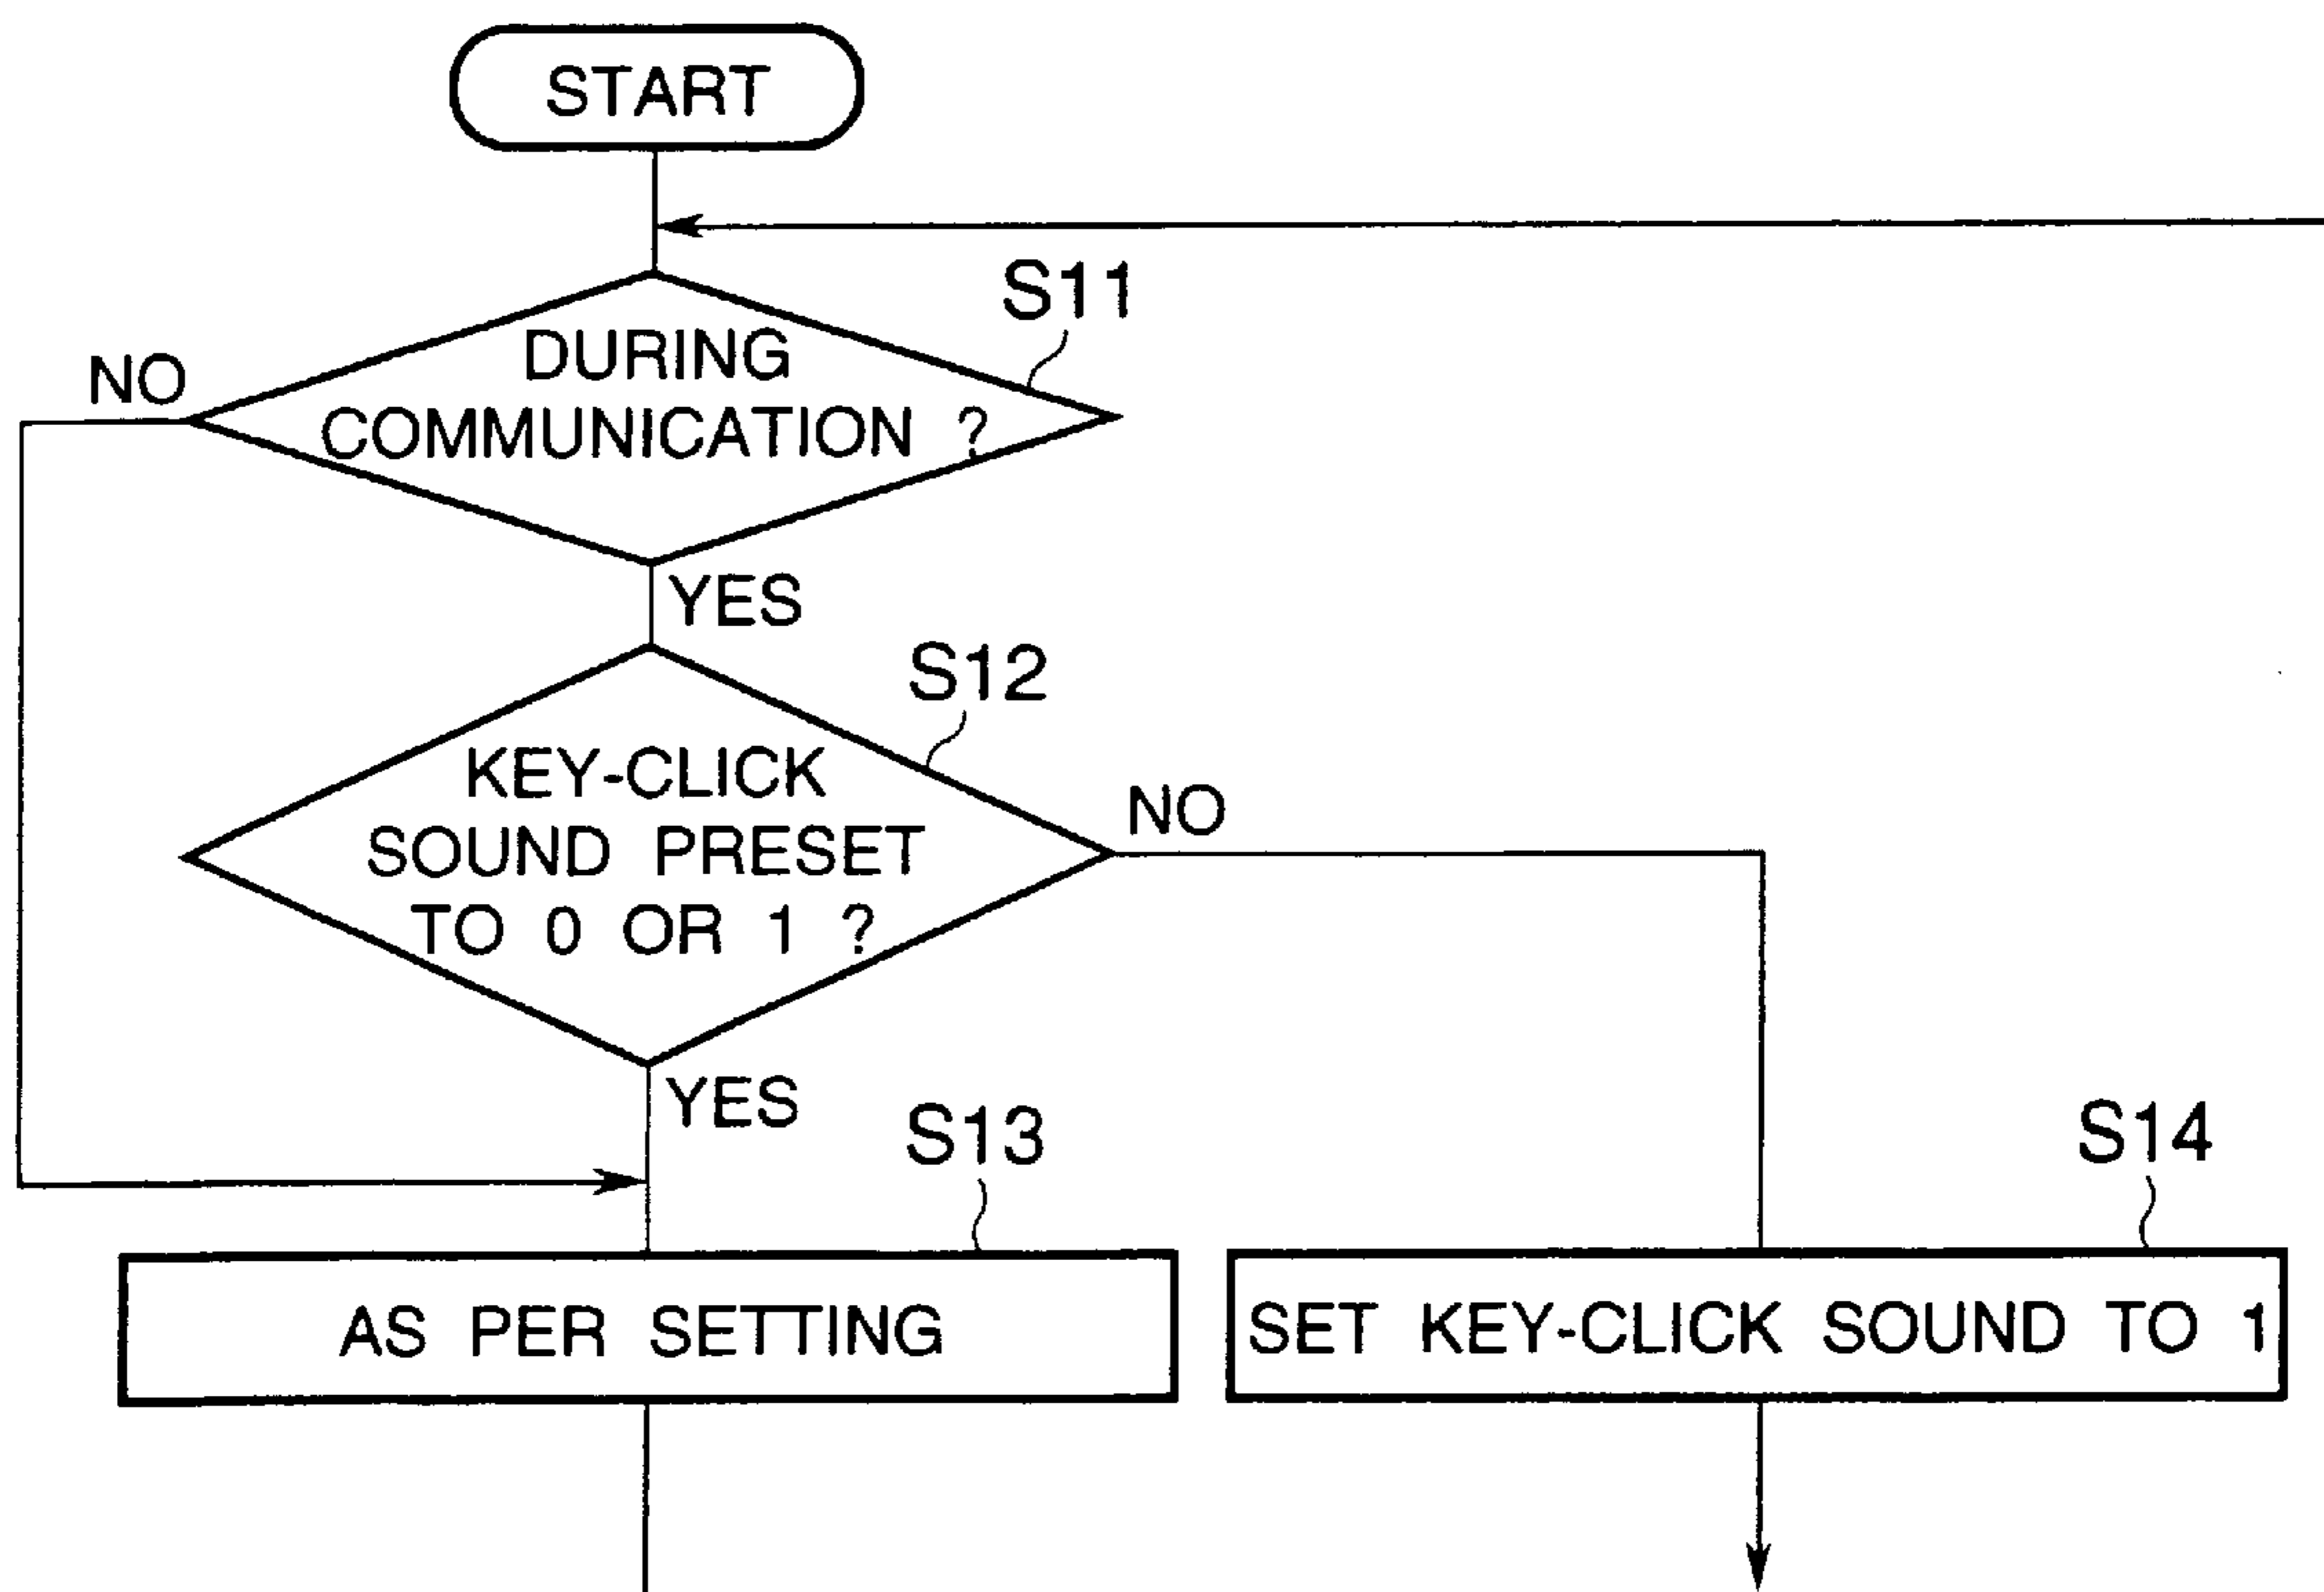 START
S11
DURING
COMMUNICATION ?
NO
YES
S12
KEY-CLICK
SOUND PRESET
TO 0 OR 1 ?
NO
YES
S13
S14
AS PER SETTING
SET KEY-CLICK SOUND TO 1